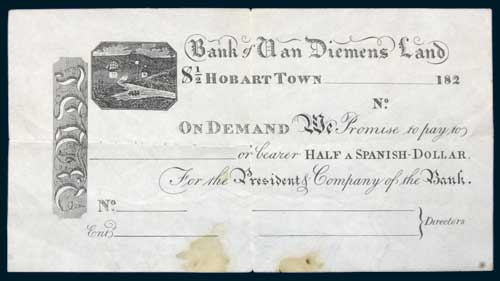 Bank of Van Diemens Land
S½ HOBART TOWN 182
No
ON DEMAND We Promise to pay to
or bearer HALF A SPANISH-DOLLAR.
For the President & Company of the Bank.
No
Entd
Directors